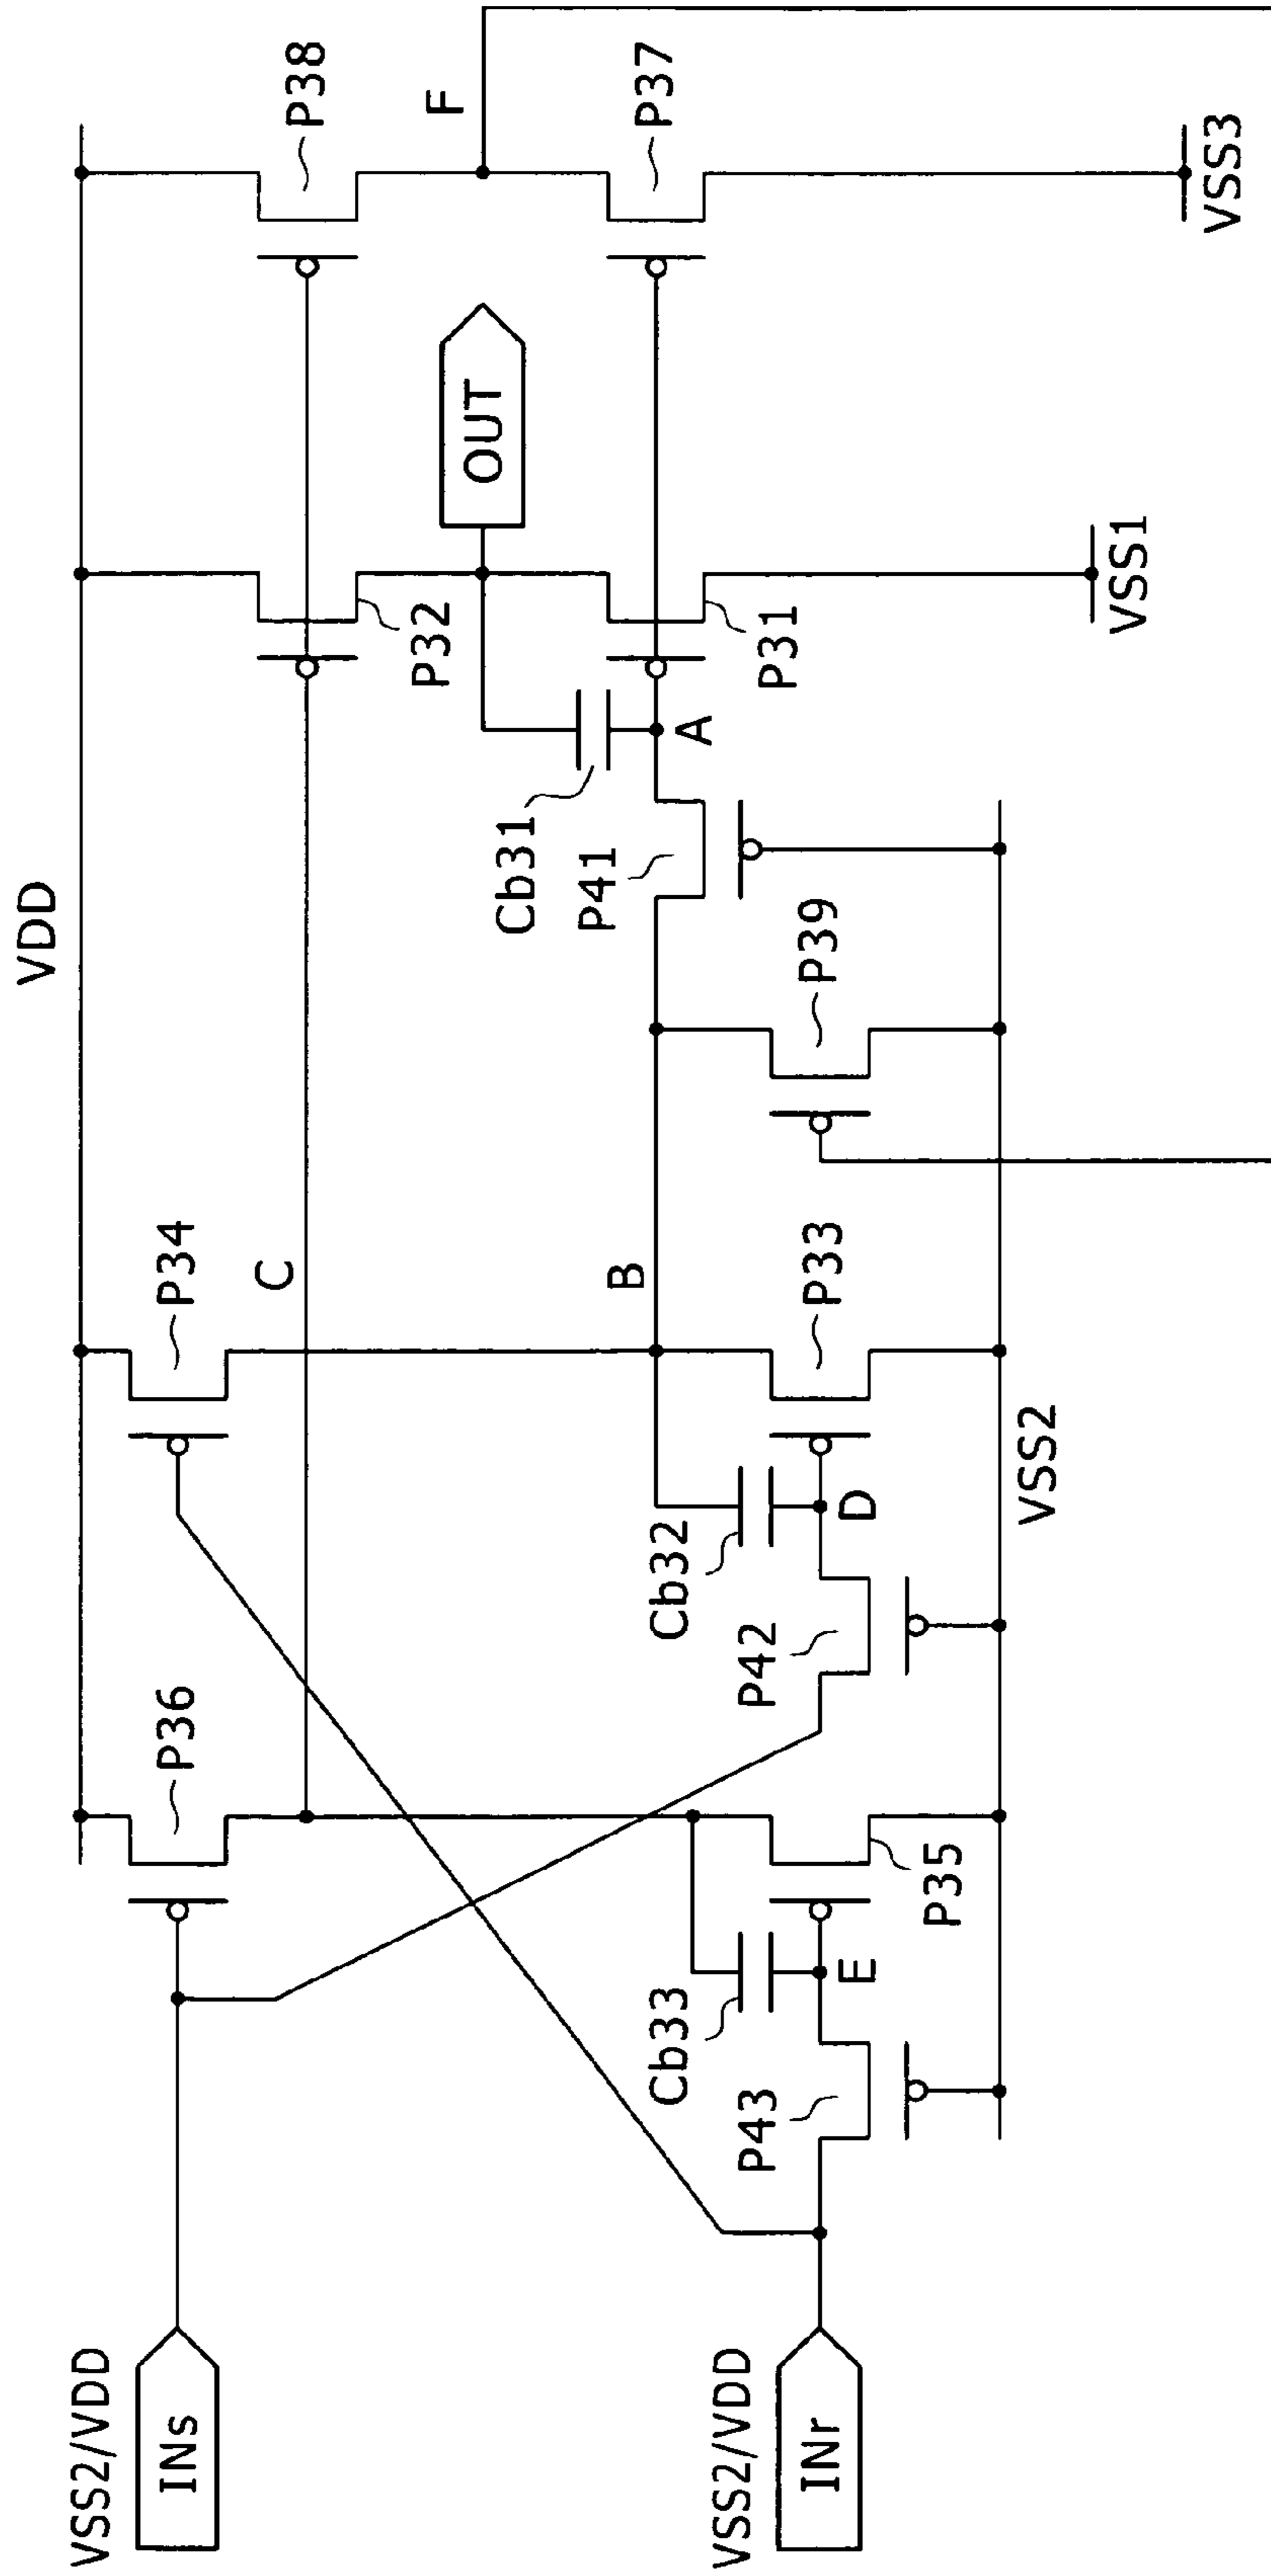 VDD
P36
P34
P38
C
P32
F
OUT
Cb31
P41
A
P31
P37
B
Cb32
P42
D
P33
P39
Cb33
P43
E
P35
VSS2
VSS1
VSS3
VSS2/VDD
INs
VSS2/VDD
INr